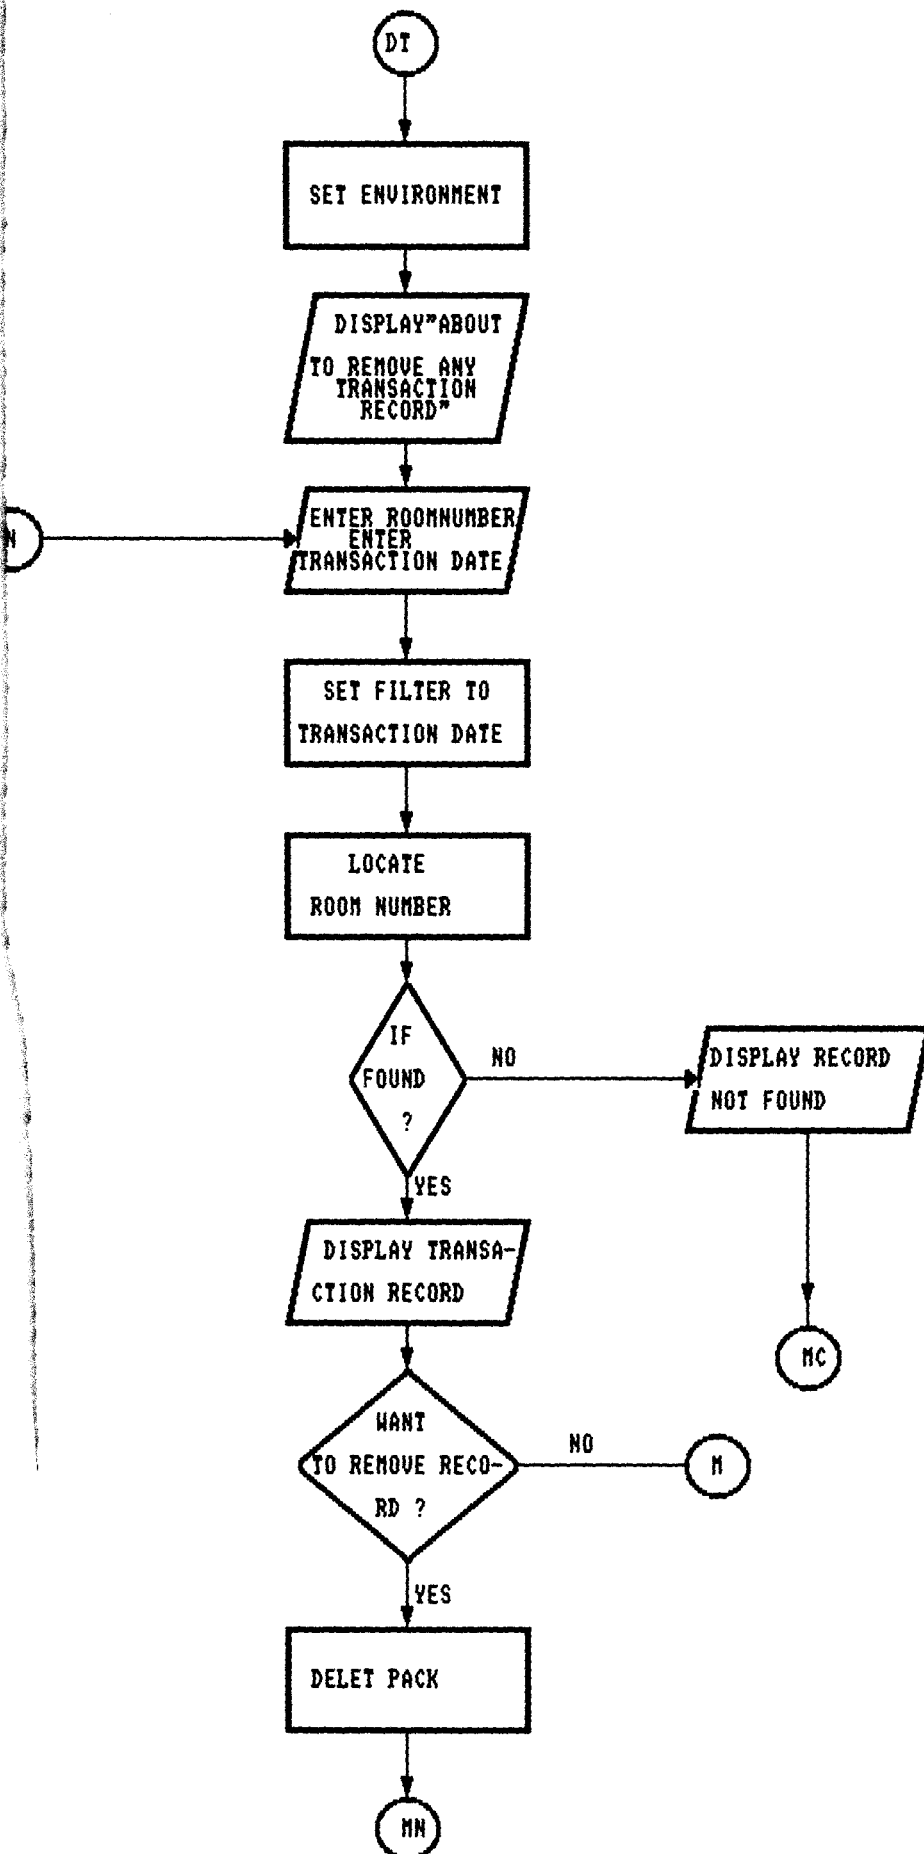 DT
SET ENVIRONMENT
DISPLAY"ABOUT
TO REMOVE ANY
TRANSACTION
RECORD"
N
ENTER ROOMNUMBER
ENTER
TRANSACTION DATE
SET FILTER TO
TRANSACTION DATE
LOCATE
ROOM NUMBER
IF
FOUND
?
NO
DISPLAY RECORD
NOT FOUND
YES
DISPLAY TRANSA-
CTION RECORD
MC
WANT
TO REMOVE RECO-
RD ?
NO
M
YES
DELET PACK
MN